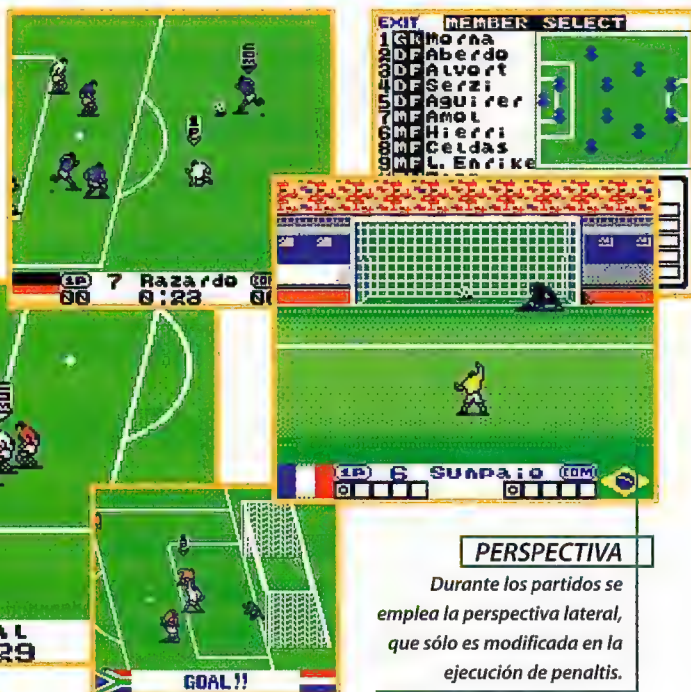 COM
1P
1P 7 Razardo
00 0:23
EXIT MEMBER SELECT
1 GK Morna
2 DF Aberdo
3 DF Alvort
4 DF Serzi
5 DF Aguirer
7 MF Amol
6 MF Hierri
8 MF Celdas
9 MF L. Enrike
1P 6 Sunpaio COM
GOAL!!
PERSPECTIVA
Durante los partidos se
emplea la perspectiva lateral,
que sólo es modificada en la
ejecución de penaltis.